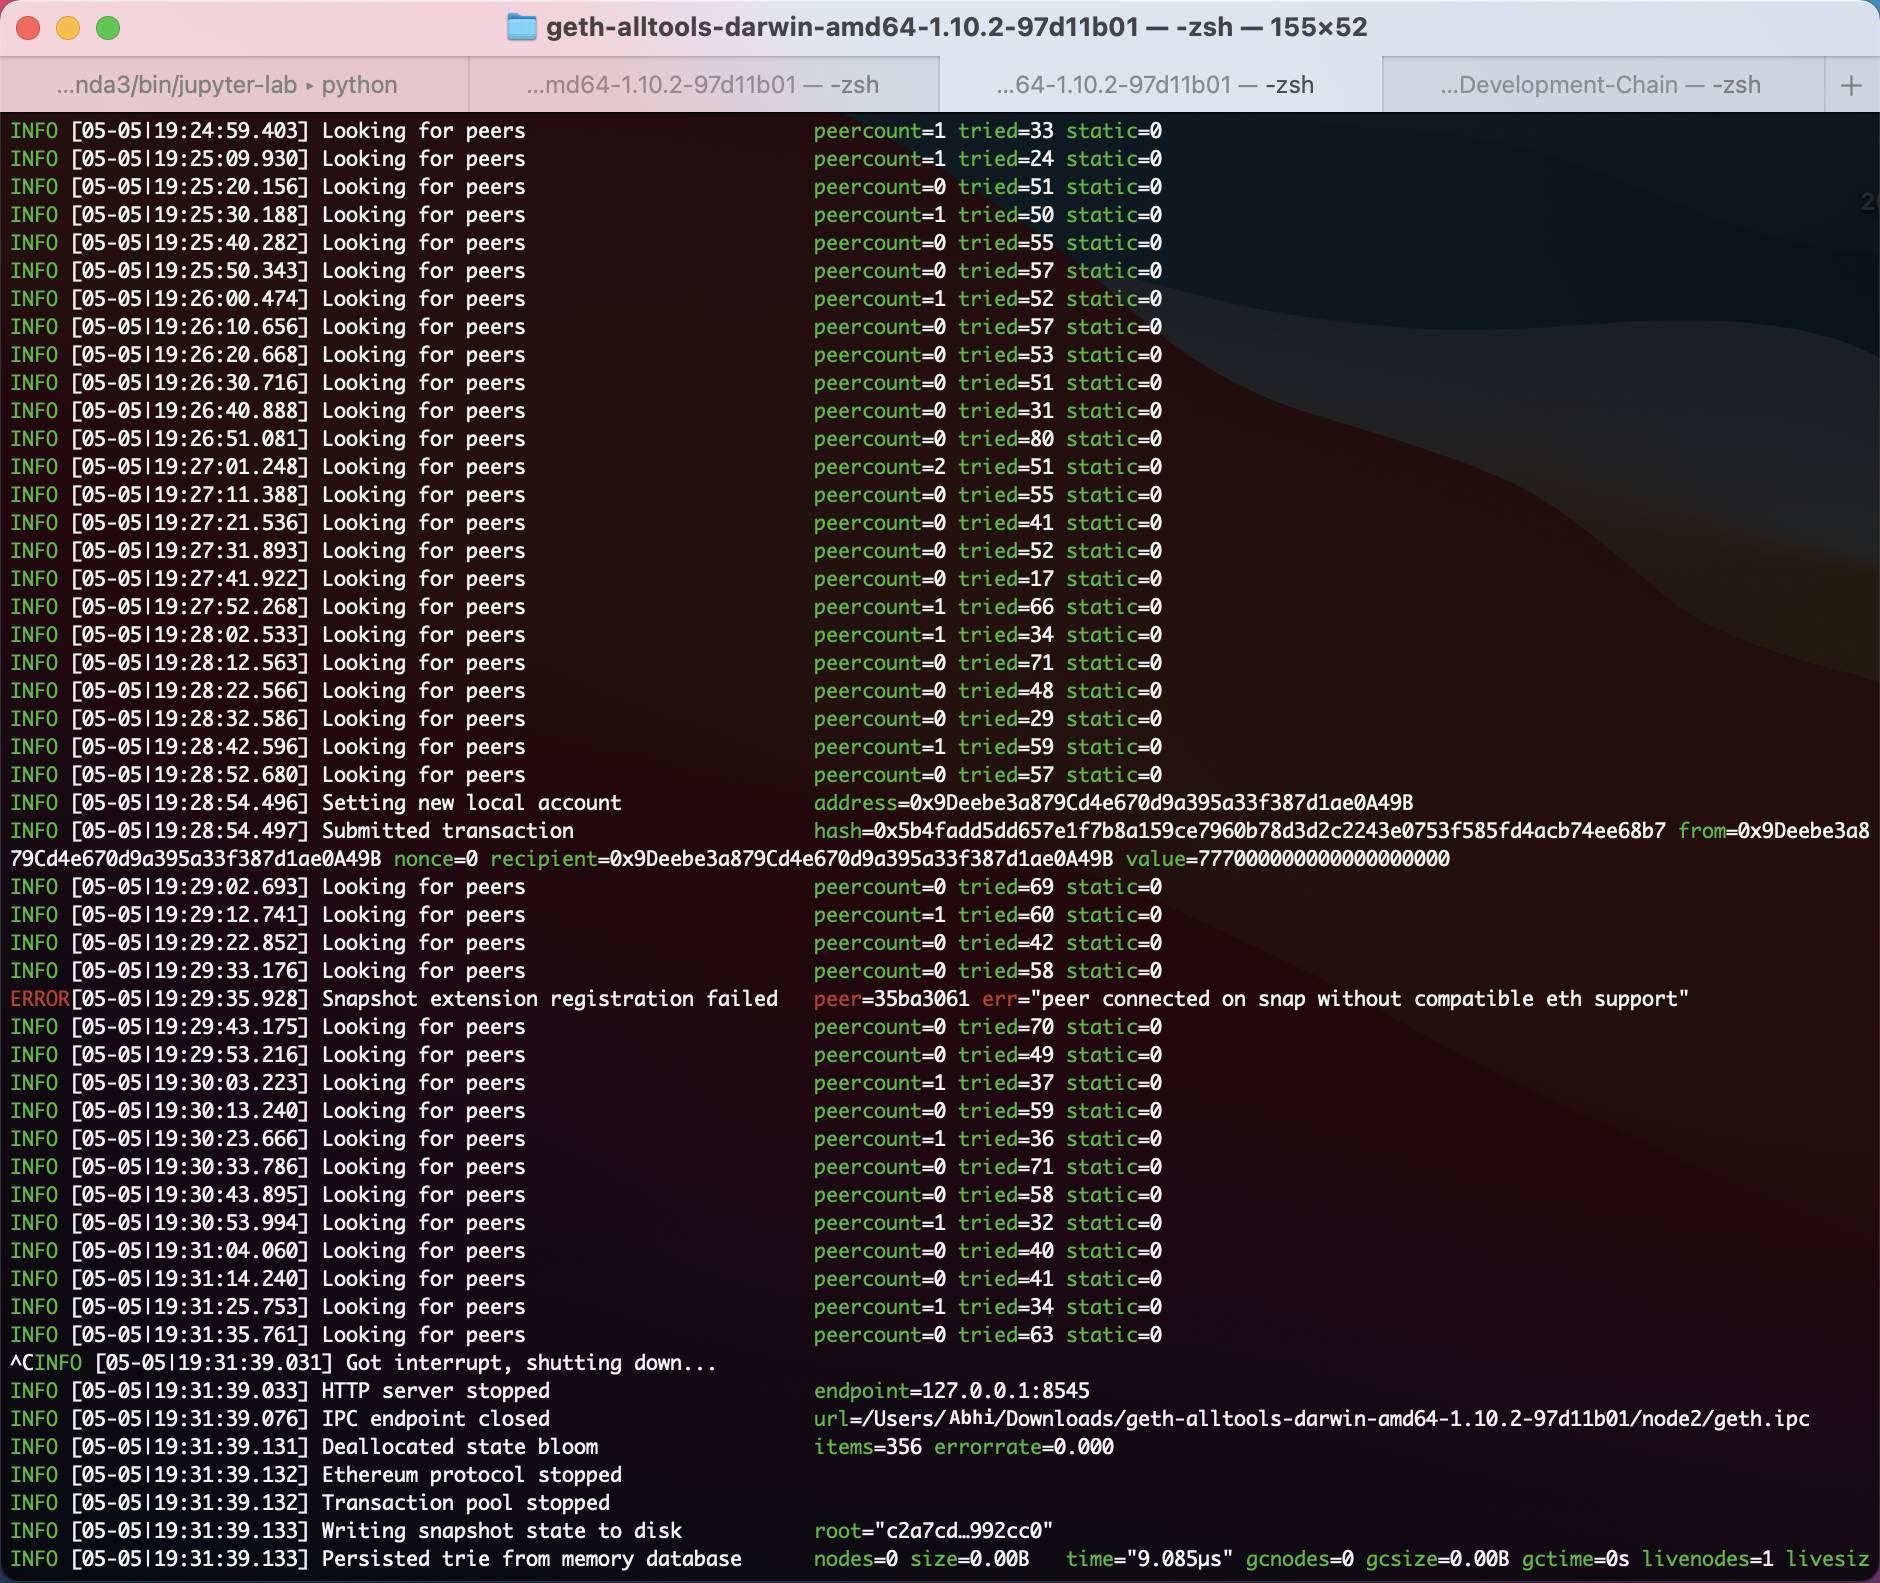 geth-alltools-darwin-amd64-1.10.2-97d11b01 — -zsh — 155×52
...nda3/bin/jupyter-lab ▸ python ...md64-1.10.2-97d11b01 — -zsh ...64-1.10.2-97d11b01 — -zsh ...Development-Chain — -zsh +
INFO [05-05|19:24:59.403] Looking for peers peercount=1 tried=33 static=0
INFO [05-05|19:25:09.930] Looking for peers peercount=1 tried=24 static=0
INFO [05-05|19:25:20.156] Looking for peers peercount=0 tried=51 static=0
INFO [05-05|19:25:30.188] Looking for peers peercount=1 tried=50 static=0
INFO [05-05|19:25:40.282] Looking for peers peercount=0 tried=55 static=0
INFO [05-05|19:25:50.343] Looking for peers peercount=0 tried=57 static=0
INFO [05-05|19:26:00.474] Looking for peers peercount=1 tried=52 static=0
INFO [05-05|19:26:10.656] Looking for peers peercount=0 tried=57 static=0
INFO [05-05|19:26:20.668] Looking for peers peercount=0 tried=53 static=0
INFO [05-05|19:26:30.716] Looking for peers peercount=0 tried=51 static=0
INFO [05-05|19:26:40.888] Looking for peers peercount=0 tried=31 static=0
INFO [05-05|19:26:51.081] Looking for peers peercount=0 tried=80 static=0
INFO [05-05|19:27:01.248] Looking for peers peercount=2 tried=51 static=0
INFO [05-05|19:27:11.388] Looking for peers peercount=0 tried=55 static=0
INFO [05-05|19:27:21.536] Looking for peers peercount=0 tried=41 static=0
INFO [05-05|19:27:31.893] Looking for peers peercount=0 tried=52 static=0
INFO [05-05|19:27:41.922] Looking for peers peercount=0 tried=17 static=0
INFO [05-05|19:27:52.268] Looking for peers peercount=1 tried=66 static=0
INFO [05-05|19:28:02.533] Looking for peers peercount=1 tried=34 static=0
INFO [05-05|19:28:12.563] Looking for peers peercount=0 tried=71 static=0
INFO [05-05|19:28:22.566] Looking for peers peercount=0 tried=48 static=0
INFO [05-05|19:28:32.586] Looking for peers peercount=0 tried=29 static=0
INFO [05-05|19:28:42.596] Looking for peers peercount=1 tried=59 static=0
INFO [05-05|19:28:52.680] Looking for peers peercount=0 tried=57 static=0
INFO [05-05|19:28:54.496] Setting new local account address=0x9Deebe3a879Cd4e670d9a395a33f387d1ae0A49B
INFO [05-05|19:28:54.497] Submitted transaction hash=0x5b4fadd5dd657e1f7b8a159ce7960b78d3d2c2243e0753f585fd4acb74ee68b7 from=0x9Deebe3a8
79Cd4e670d9a395a33f387d1ae0A49B nonce=0 recipient=0x9Deebe3a879Cd4e670d9a395a33f387d1ae0A49B value=777000000000000000000
INFO [05-05|19:29:02.693] Looking for peers peercount=0 tried=69 static=0
INFO [05-05|19:29:12.741] Looking for peers peercount=1 tried=60 static=0
INFO [05-05|19:29:22.852] Looking for peers peercount=0 tried=42 static=0
INFO [05-05|19:29:33.176] Looking for peers peercount=0 tried=58 static=0
ERROR[05-05|19:29:35.928] Snapshot extension registration failed peer=35ba3061 err="peer connected on snap without compatible eth support"
INFO [05-05|19:29:43.175] Looking for peers peercount=0 tried=70 static=0
INFO [05-05|19:29:53.216] Looking for peers peercount=0 tried=49 static=0
INFO [05-05|19:30:03.223] Looking for peers peercount=1 tried=37 static=0
INFO [05-05|19:30:13.240] Looking for peers peercount=0 tried=59 static=0
INFO [05-05|19:30:23.666] Looking for peers peercount=1 tried=36 static=0
INFO [05-05|19:30:33.786] Looking for peers peercount=0 tried=71 static=0
INFO [05-05|19:30:43.895] Looking for peers peercount=0 tried=58 static=0
INFO [05-05|19:30:53.994] Looking for peers peercount=1 tried=32 static=0
INFO [05-05|19:31:04.060] Looking for peers peercount=0 tried=40 static=0
INFO [05-05|19:31:14.240] Looking for peers peercount=0 tried=41 static=0
INFO [05-05|19:31:25.753] Looking for peers peercount=1 tried=34 static=0
INFO [05-05|19:31:35.761] Looking for peers peercount=0 tried=63 static=0
^CINFO [05-05|19:31:39.031] Got interrupt, shutting down...
INFO [05-05|19:31:39.033] HTTP server stopped endpoint=127.0.0.1:8545
INFO [05-05|19:31:39.076] IPC endpoint closed url=/Users/Abhi/Downloads/geth-alltools-darwin-amd64-1.10.2-97d11b01/node2/geth.ipc
INFO [05-05|19:31:39.131] Deallocated state bloom items=356 errorrate=0.000
INFO [05-05|19:31:39.132] Ethereum protocol stopped
INFO [05-05|19:31:39.132] Transaction pool stopped
INFO [05-05|19:31:39.133] Writing snapshot state to disk root="c2a7cd…992cc0"
INFO [05-05|19:31:39.133] Persisted trie from memory database nodes=0 size=0.00B time="9.085µs" gcnodes=0 gcsize=0.00B gctime=0s livenodes=1 livesiz